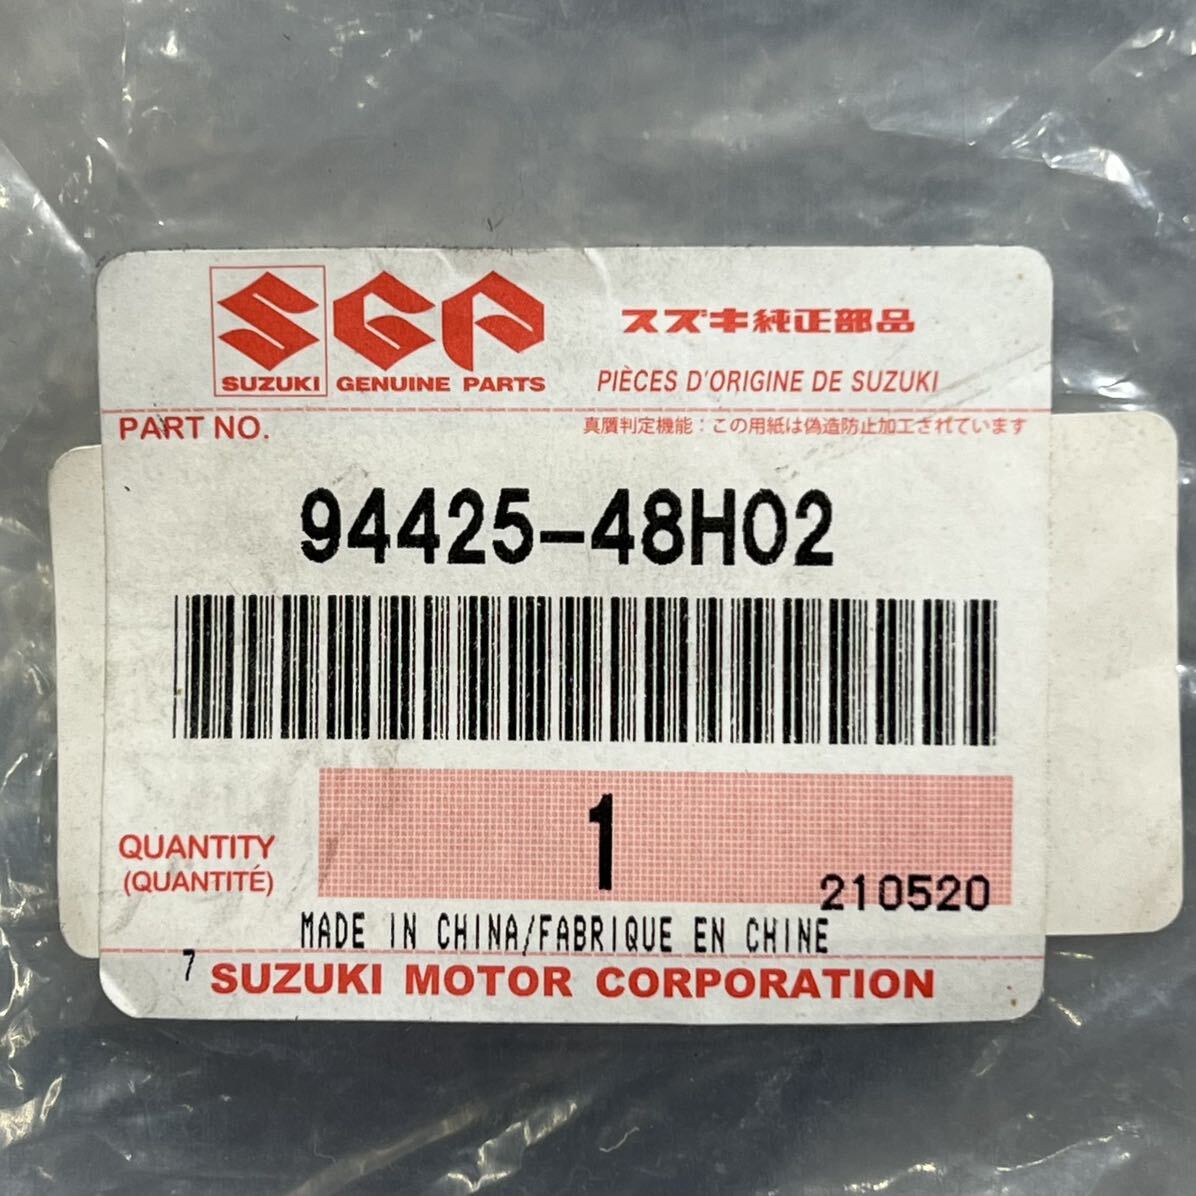 SGP
SUZUKI GENUINE PARTS
スズキ純正部品
PIÈCES D'ORIGINE DE SUZUKI
PART NO.
真贋判定機能：この用紙は偽造防止加工されています
94425-48H02
QUANTITY
(QUANTITÉ)
1
210520
MADE IN CHINA/FABRIQUE EN CHINE
7
SUZUKI MOTOR CORPORATION